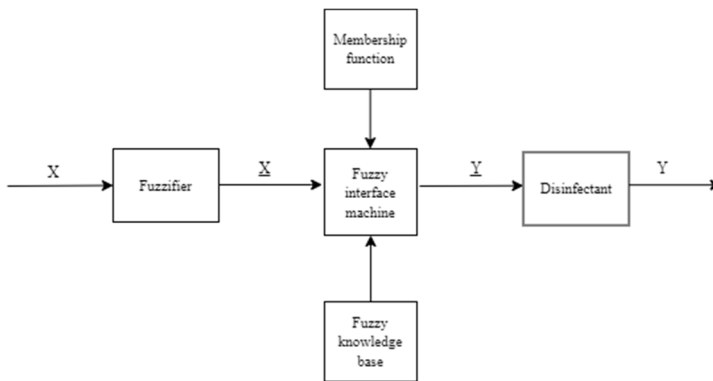 Membership
function
X
Fuzzifier
X
Fuzzy
interface
machine
Y
Disinfectant
Y
Fuzzy
knowledge
base